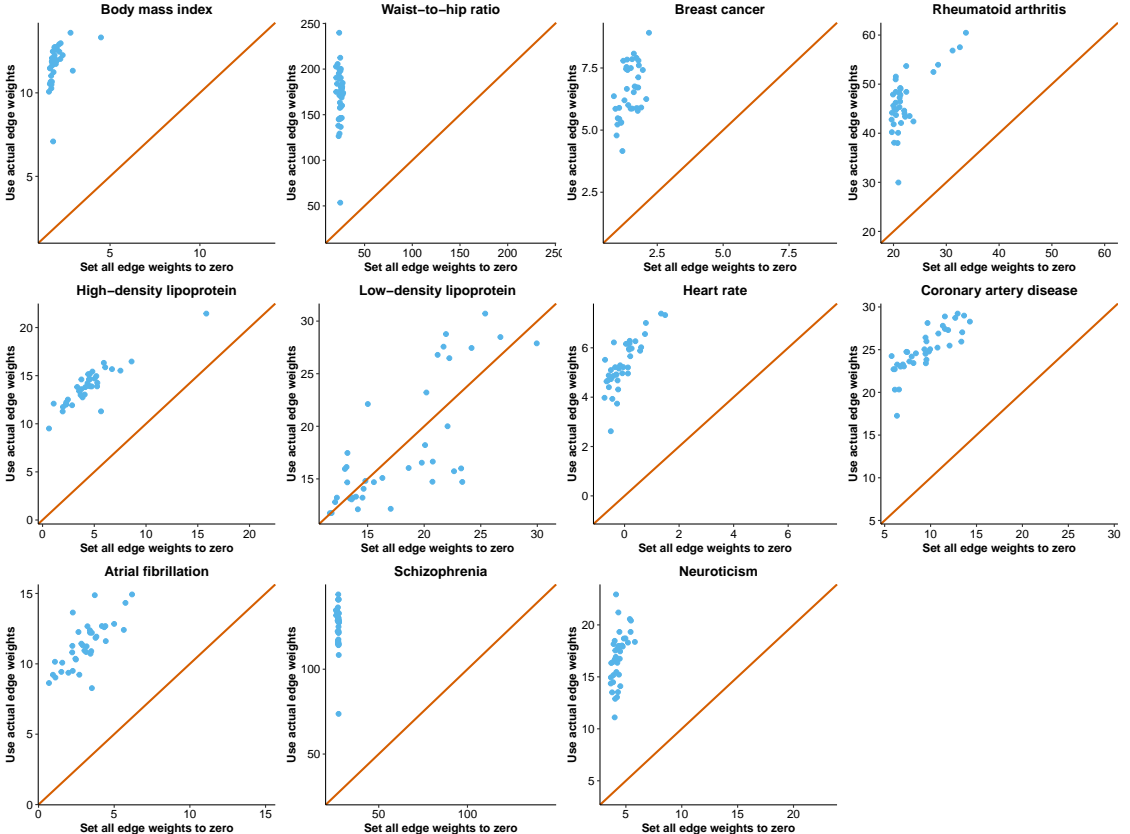 Body mass index
Use actual edge weights
10
5
5
10
Set all edge weights to zero
Waist−to−hip ratio
Use actual edge weights
250
200
150
100
50
50
100
150
200
250
Set all edge weights to zero
Breast cancer
Use actual edge weights
7.5
5.0
2.5
2.5
5.0
7.5
Set all edge weights to zero
Rheumatoid arthritis
Use actual edge weights
60
50
40
30
20
20
30
40
50
60
Set all edge weights to zero
High−density lipoprotein
Use actual edge weights
20
15
10
5
0
0
5
10
15
20
Set all edge weights to zero
Low−density lipoprotein
Use actual edge weights
30
25
20
15
15
20
25
30
Set all edge weights to zero
Heart rate
Use actual edge weights
6
4
2
0
0
2
4
6
Set all edge weights to zero
Coronary artery disease
Use actual edge weights
30
25
20
15
10
5
5
10
15
20
25
30
Set all edge weights to zero
Atrial fibrillation
Use actual edge weights
15
10
5
0
0
5
10
15
Set all edge weights to zero
Schizophrenia
Use actual edge weights
100
50
50
100
Set all edge weights to zero
Neuroticism
Use actual edge weights
20
15
10
5
5
10
15
20
Set all edge weights to zero